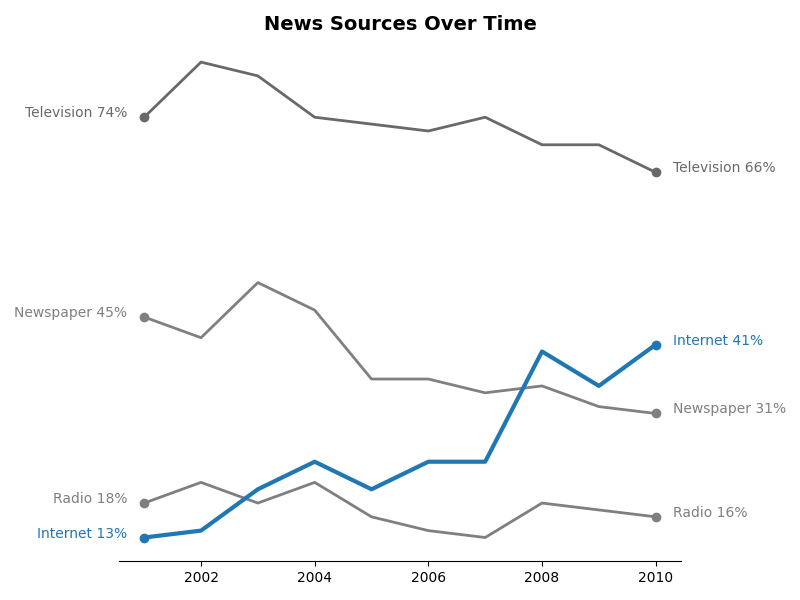 News Sources Over Time
Television 74%
Television 66%
Newspaper 45%
Internet 41%
Newspaper 31%
Radio 18%
Radio 16%
Internet 13%
2002 2004 2006 2008 2010